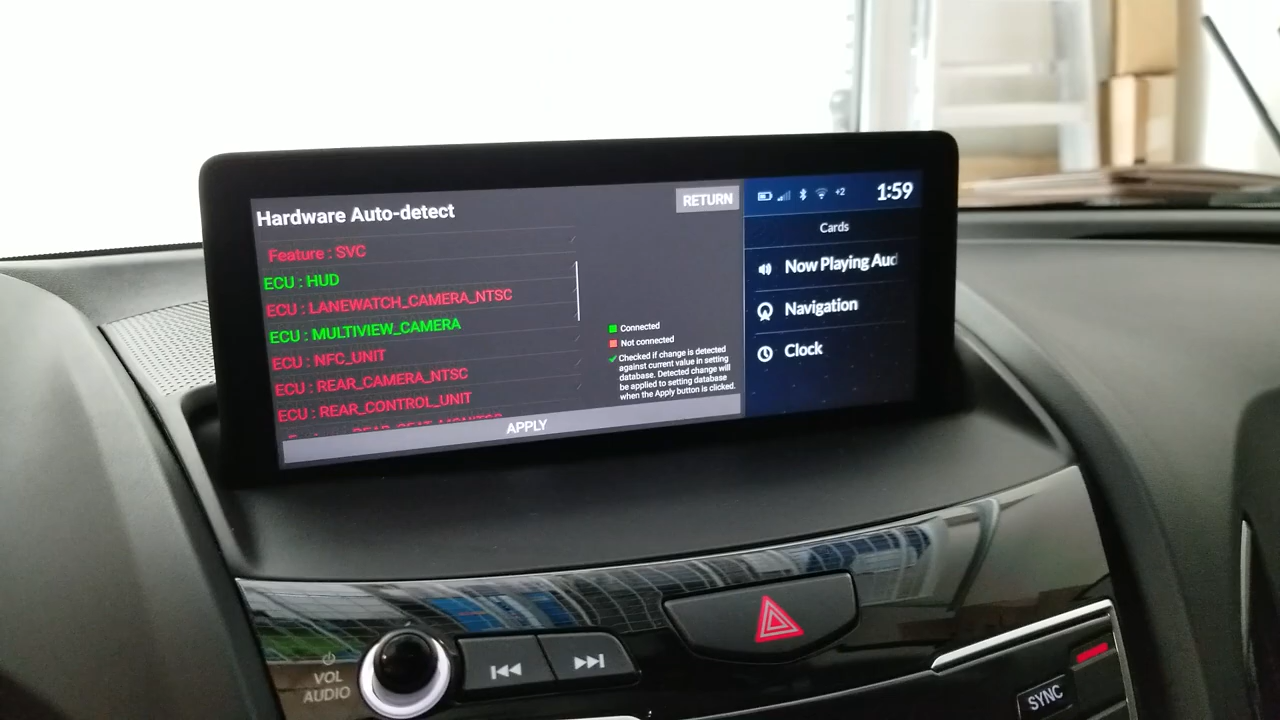 Hardware Auto-detect
RETURN
Feature : SVC
ECU : HUD
ECU : LANEWATCH_CAMERA_NTSC
ECU : MULTIVIEW_CAMERA
ECU : NFC_UNIT
ECU : REAR_CAMERA_NTSC
ECU : REAR_CONTROL_UNIT
Connected
Not connected
Checked if change is detected
against current value in setting
database. Detected change will
be applied to setting database
when the Apply button is clicked.
APPLY
+2
1:59
Cards
Now Playing Aud
Navigation
Clock
VOL
AUDIO
SYNC